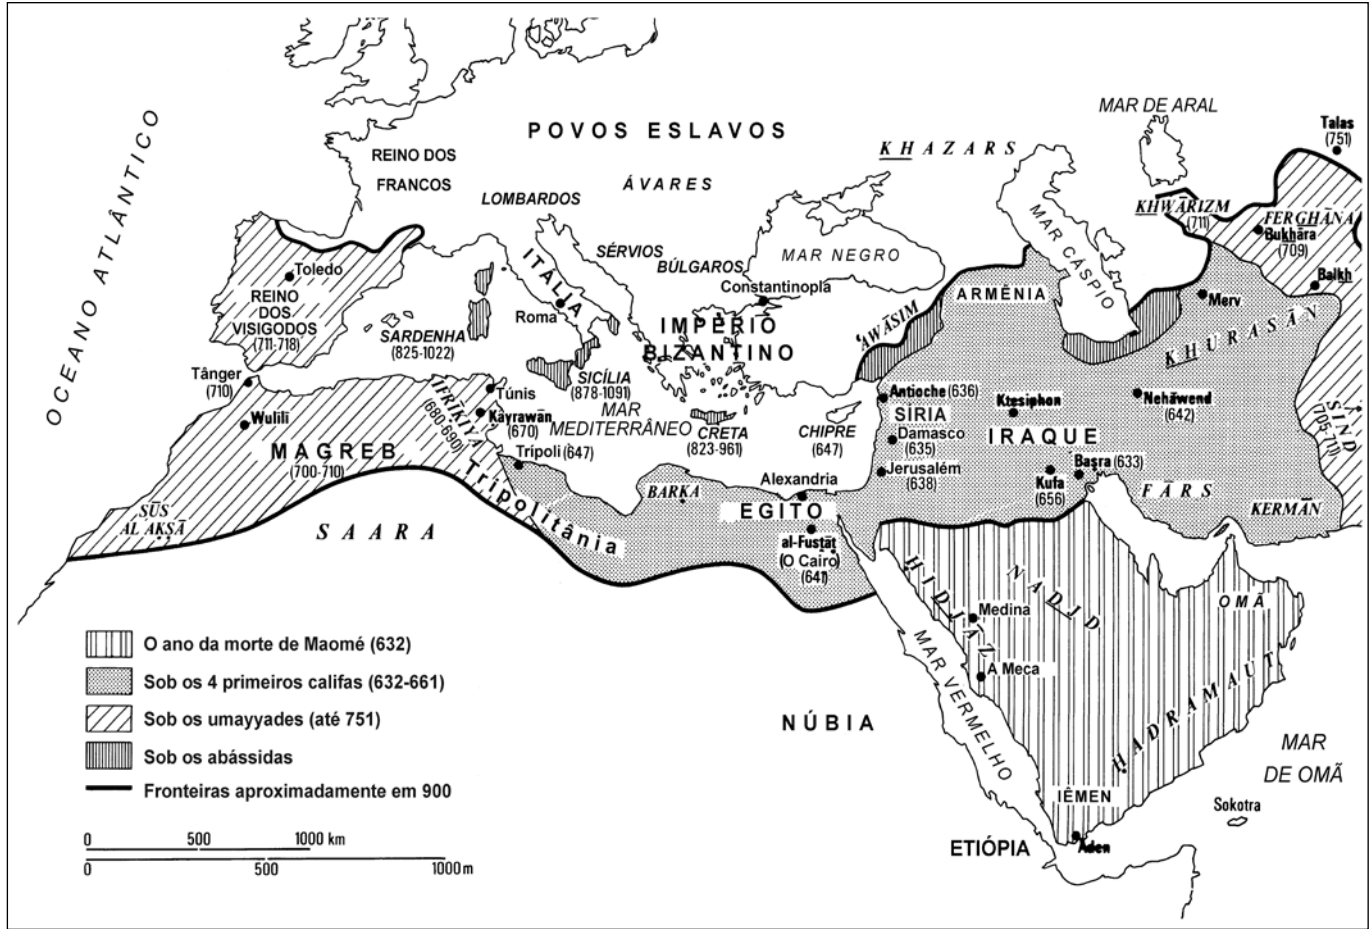 OCEANO ATLÂNTICO
POVOS ESLAVOS
REINO DOS
FRANCOS
ÁVARES
LOMBARDOS
KHAZARS
MAR DE ARAL
Talas
(751)
KHWĀRIZM
(711)
FERGHĀNA
Bukhāra
(709)
Balkh
MAR CÁSPIO
SÉRVIOS
BÚLGAROS
MAR NEGRO
Constantinopla
ITÁLIA
Roma
Toledo
REINO
DOS
VISIGODOS
(711-718)
SARDENHA
(825-1022)
IMPÉRIO
BIZANTINO
'AWĀSIM
ARMÊNIA
Merv
KHURASĀN
SICÍLIA
(878-1091)
Tânger
(710)
Wulilī
IFRĪKIYA
(680-690)
Túnis
Kayrawān
(670)
MAR
MEDITERRÂNEO
CRETA
(823-961)
CHIPRE
(647)
Antioche (636)
SÍRIA
Damasco
(635)
Jerusalém
(638)
Ktesiphon
IRAQUE
Nehāwend
(642)
SIND
(705-711)
MAGREB
(700-710)
Trípoli (647)
Tripolitânia
BARKA
Alexandria
EGITO
al-Fusṭāṭ
(O Cairo)
(641)
Kufa
(656)
Baṣra (633)
FĀRS
KERMĀN
SŪS
AL AKṢĀ
SAARA
HIDJĀZ
NADJD
Medina
A Meca
OMÃ
MAR VERMELHO
HADRAMAUT
NÚBIA
IÊMEN
Áden
ETIÓPIA
MAR
DE OMÃ
Sokotra
O ano da morte de Maomé (632)
Sob os 4 primeiros califas (632-661)
Sob os umayyades (até 751)
Sob os abássidas
Fronteiras aproximadamente em 900
0 500 1000 km
0 500 1000 m